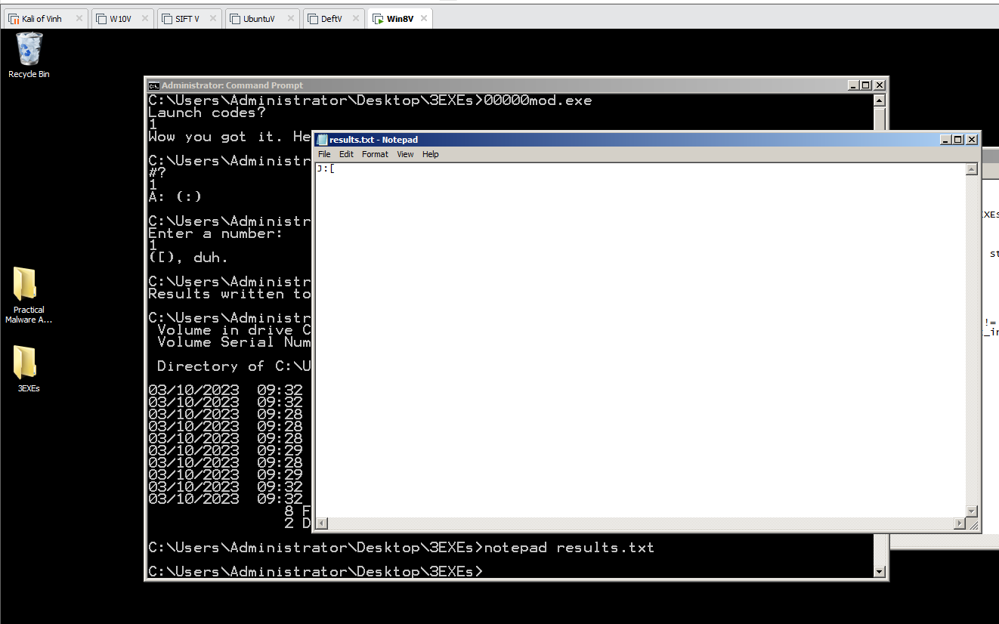 Kali of Vinh
W10V
SIFT V
UbuntuV
DeftV
Win8V
Recycle Bin
Practical
Malware A...
3EXEs
Administrator: Command Prompt
C:\Users\Administrator\Desktop\3EXEs>00000mod.exe
Launch codes?
1
Wow you got it. He
C:\Users\Administr
#?
1
A: (:)
C:\Users\Administr
Enter a number:
1
([), duh.
C:\Users\Administr
Results written to
C:\Users\Administr
Volume in drive C
Volume Serial Num
Directory of C:\U
03/10/2023 09:32
03/10/2023 09:32
03/10/2023 09:28
03/10/2023 09:28
03/10/2023 09:28
03/10/2023 09:29
03/10/2023 09:28
03/10/2023 09:29
03/10/2023 09:32
03/10/2023 09:32
8 F
2 D
C:\Users\Administrator\Desktop\3EXEs>notepad results.txt
C:\Users\Administrator\Desktop\3EXEs>
results.txt - Notepad
File Edit Format View Help
J:[
XEs
st
!=
_in